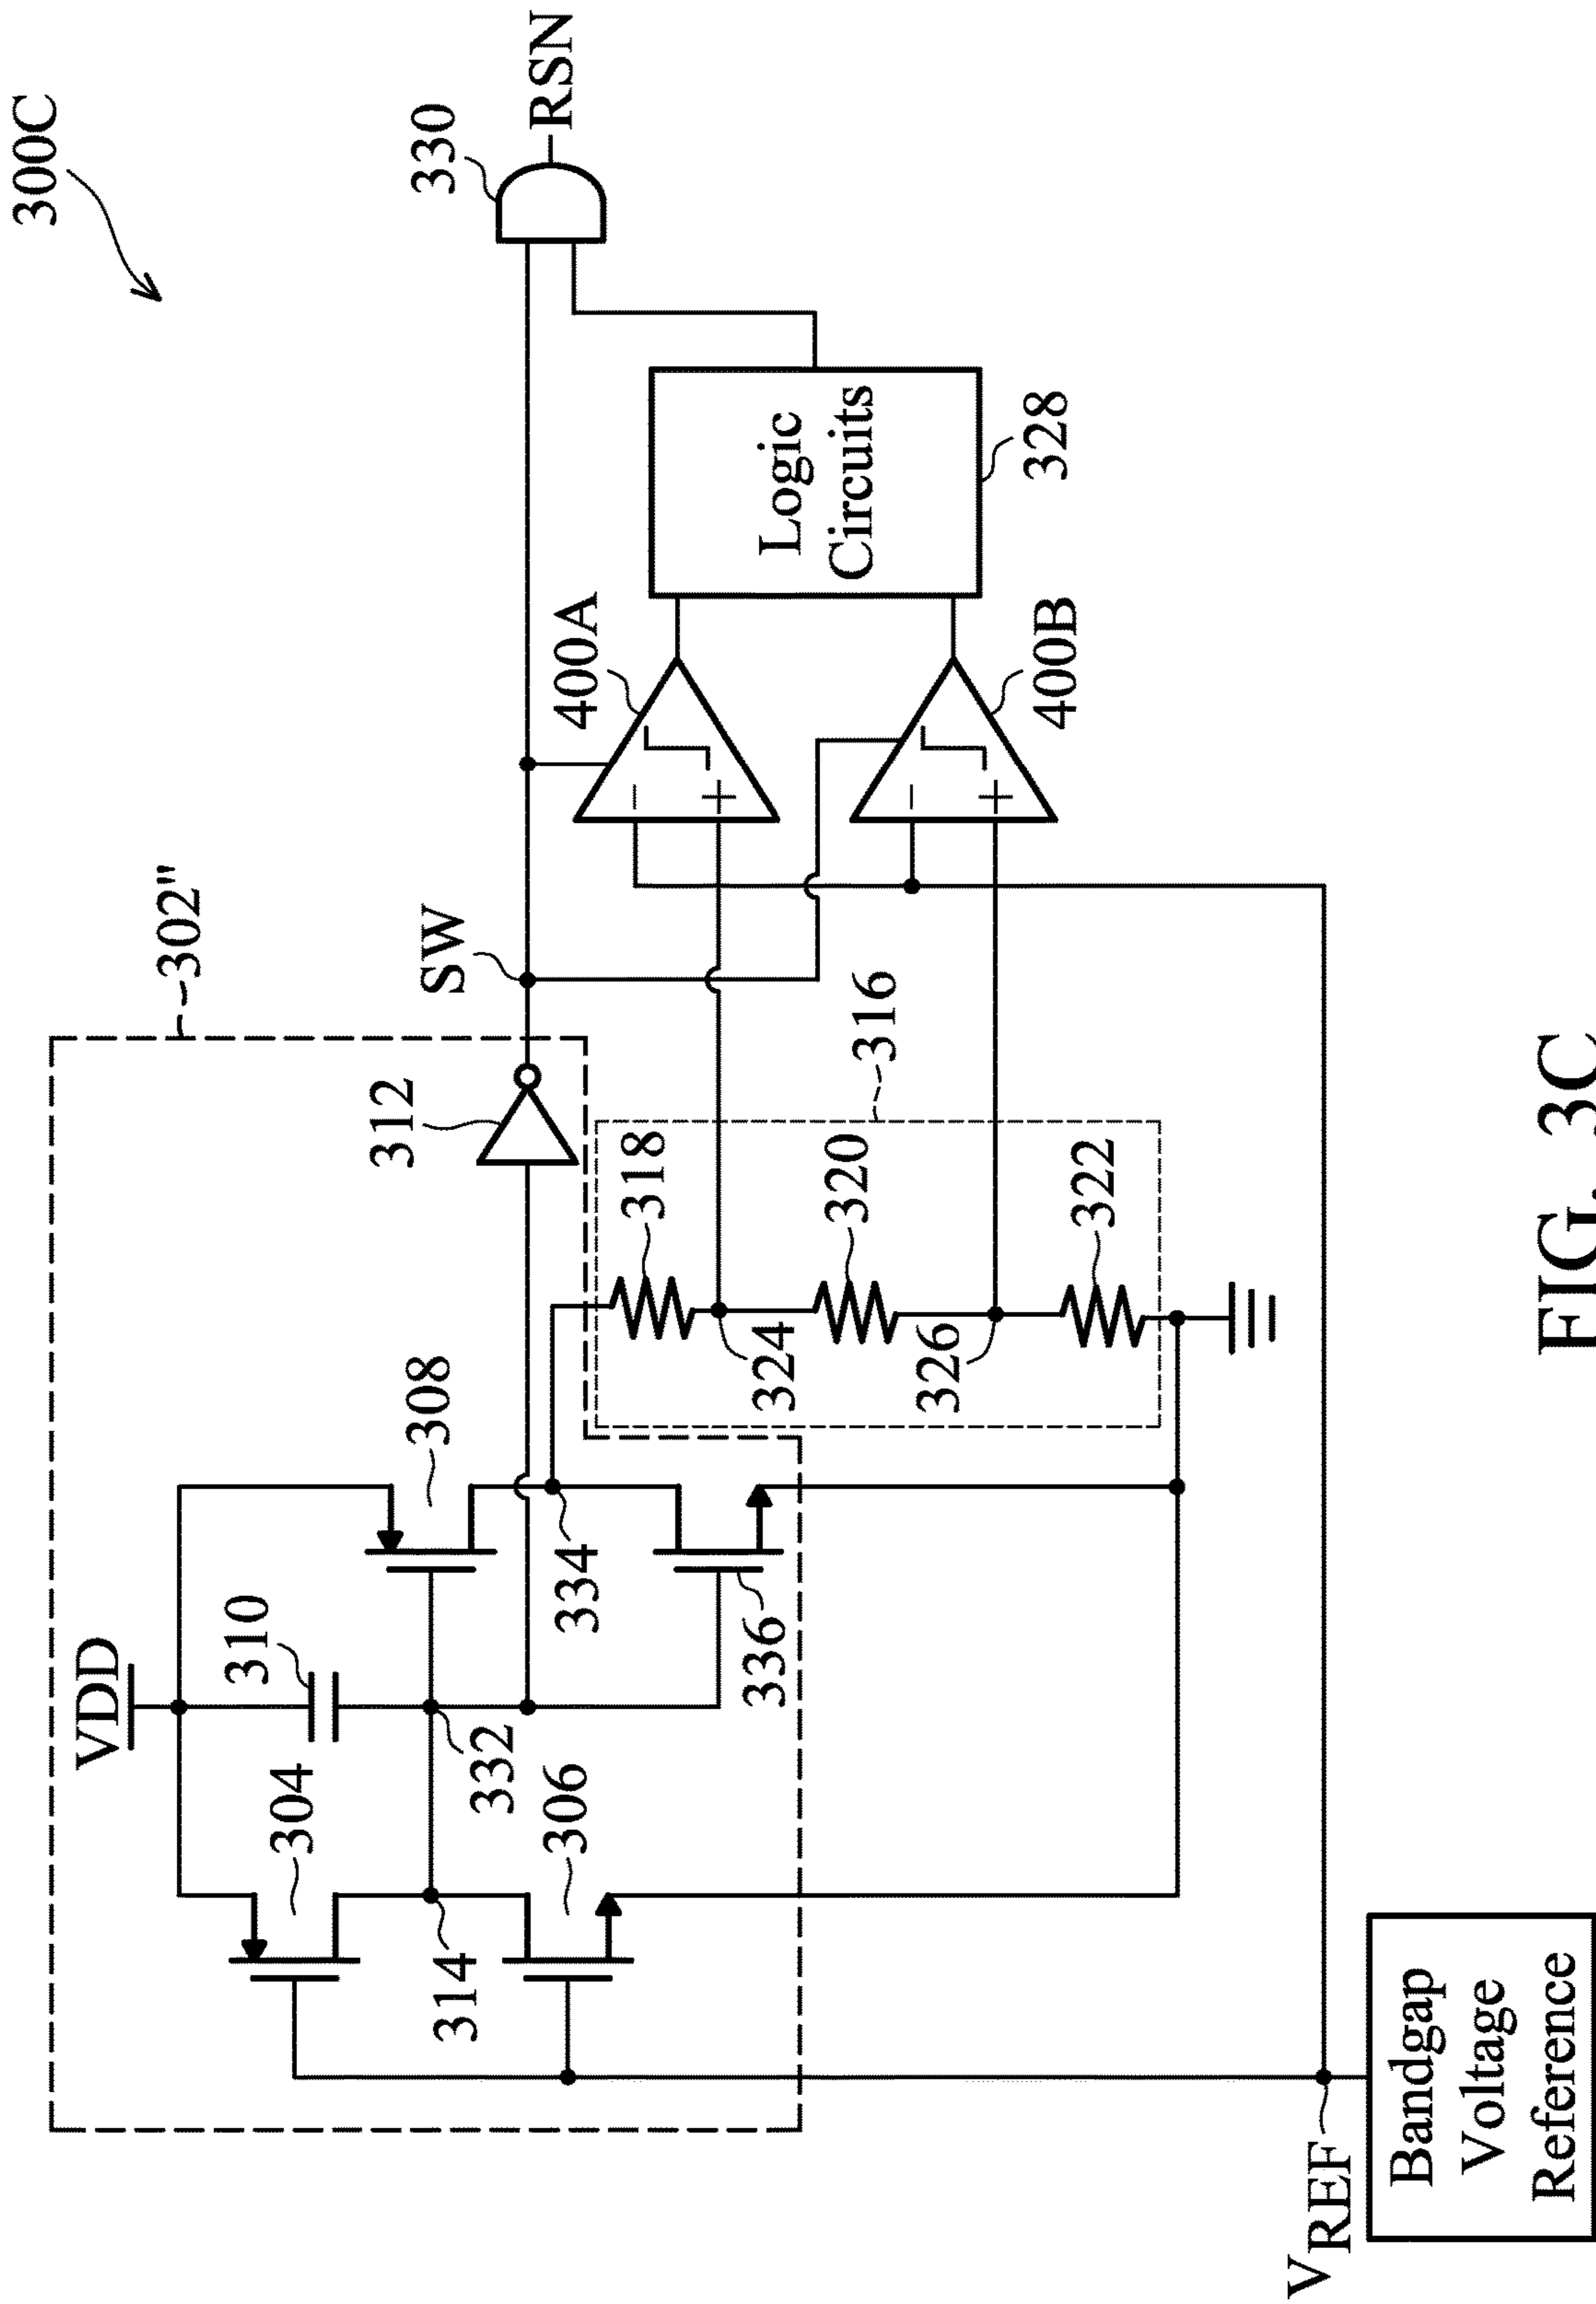 300C
302"
VDD
310
304
308
312
SW
330
RSN
332
334
314
306
336
318
324
320
326
322
316
400A
400B
Logic
Circuits
328
VREF
Bandgap
Voltage
Reference
FIG. 3C